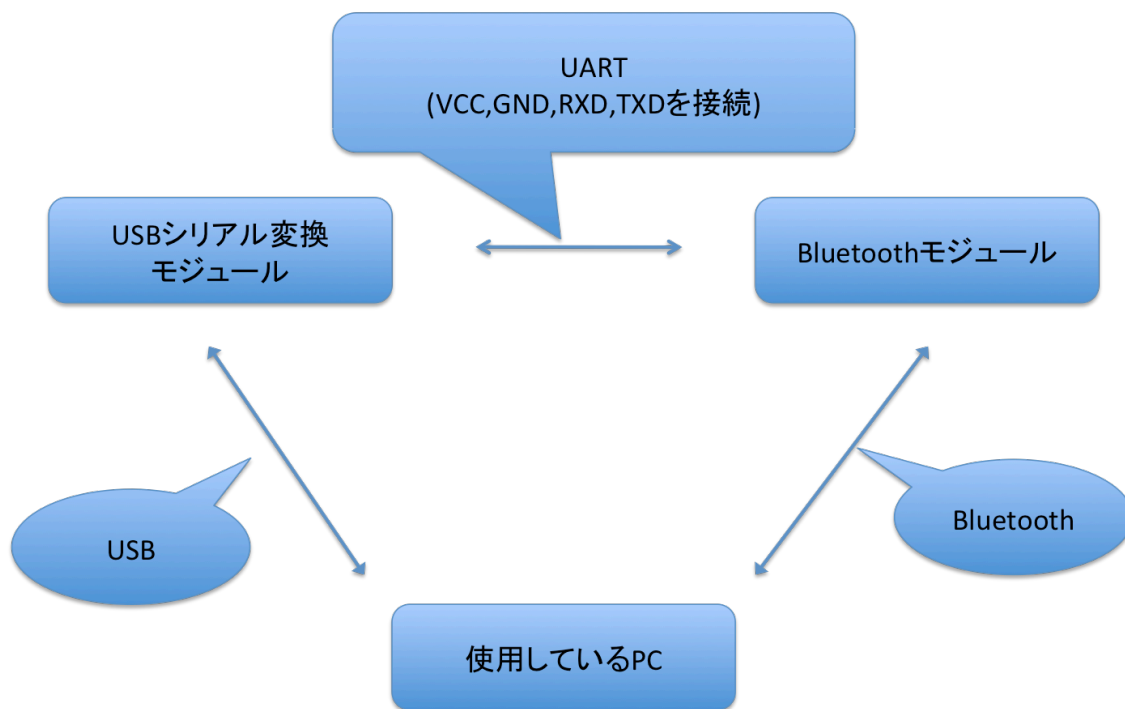 UART
(VCC,GND,RXD,TXDを接続)
USBシリアル変換
モジュール
Bluetoothモジュール
USB
Bluetooth
使用しているPC